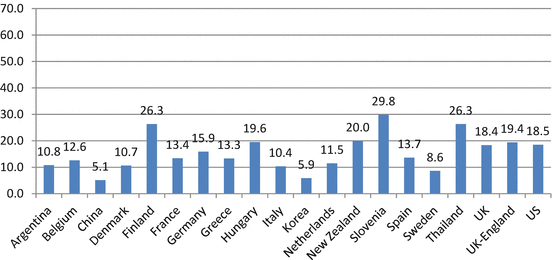 70.0
60.0
50.0
40.0
30.0
20.0
10.0
0.0
10.8 12.6 5.1 10.7 26.3 13.4 15.9 13.3 19.6 10.4 5.9 11.5 20.0 29.8 13.7 8.6 26.3 18.4 19.4 18.5
Argentina
Belgium
China
Denmark
Finland
France
Germany
Greece
Hungary
Italy
Korea
Netherlands
New Zealand
Slovenia
Spain
Sweden
Thailand
UK
UK-England
US